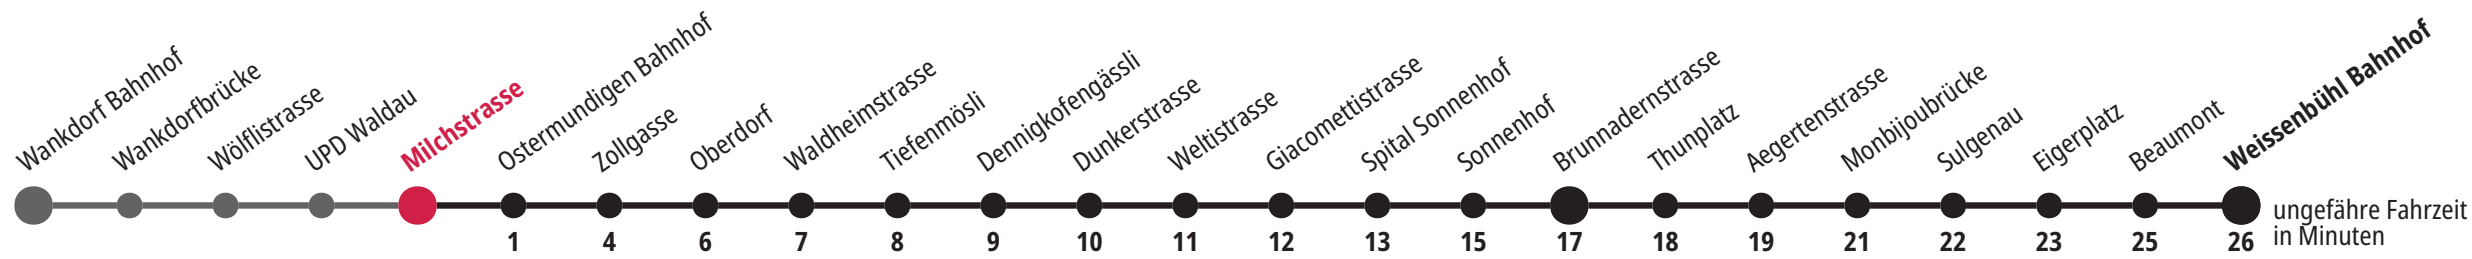 Wankdorf Bahnhof
Wankdorfbrücke
Wölflistrasse
UPD Waldau
Milchstrasse
Ostermundigen Bahnhof
Zollgasse
Oberdorf
Waldheimstrasse
Tiefenmösli
Dennigkofengässli
Dunkerstrasse
Weltistrasse
Giacomettistrasse
Spital Sonnenhof
Sonnenhof
Brunnadernstrasse
Thunplatz
Aegertenstrasse
Monbijoubrücke
Sulgenau
Eigerplatz
Beaumont
Weissenbühl Bahnhof
1 4 6 7 8 9 10 11 12 13 15 17 18 19 21 22 23 25 26
ungefähre Fahrzeit
in Minuten